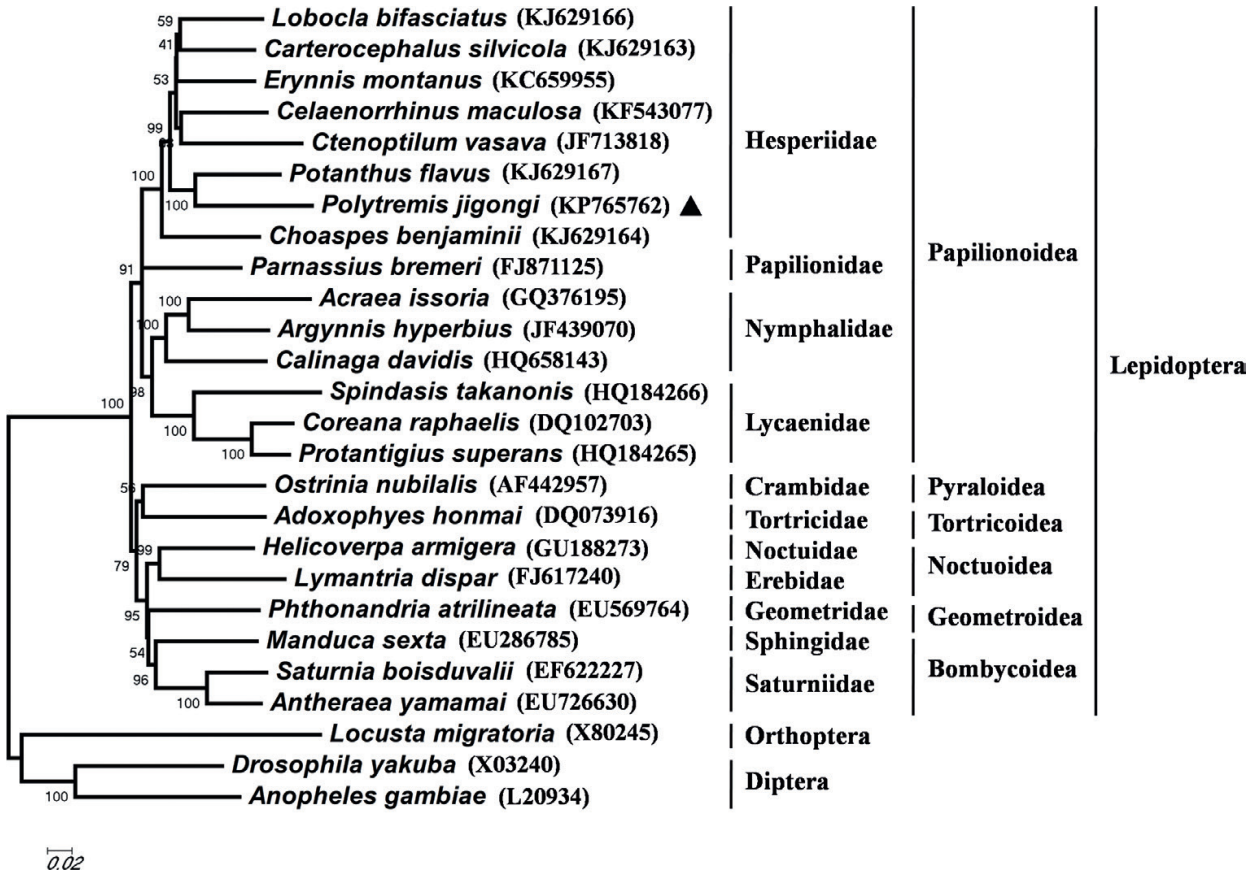 Lobocla bifasciatus (KJ629166)
Carterocephalus silvicola (KJ629163)
Erynnis montanus (KC659955)
Celaenorrhinus maculosa (KF543077)
Ctenoptilum vasava (JF713818)
Potanthus flavus (KJ629167)
Polytremis jigongi (KP765762) ▲
Choaspes benjaminii (KJ629164)
Parnassius bremeri (FJ871125)
Acraea issoria (GQ376195)
Argynnis hyperbius (JF439070)
Calinaga davidis (HQ658143)
Spindasis takanonis (HQ184266)
Coreana raphaelis (DQ102703)
Protantigius superans (HQ184265)
Ostrinia nubilalis (AF442957)
Adoxophyes honmai (DQ073916)
Helicoverpa armigera (GU188273)
Lymantria dispar (FJ617240)
Phthonandria atrilineata (EU569764)
Manduca sexta (EU286785)
Saturnia boisduvalii (EF622227)
Antheraea yamamai (EU726630)
Locusta migratoria (X80245)
Drosophila yakuba (X03240)
Anopheles gambiae (L20934)
Hesperiidae
Papilionidae
Nymphalidae
Lycaenidae
Crambidae
Tortricidae
Noctuidae
Erebidae
Geometridae
Sphingidae
Saturniidae
Orthoptera
Diptera
Papilionoidea
Pyraloidea
Tortricoidea
Noctuoidea
Geometroidea
Bombycoidea
Lepidoptera
59
41
53
99
100
100
91
100
100
98
100
100
100
56
99
79
95
54
96
100
100
0.02